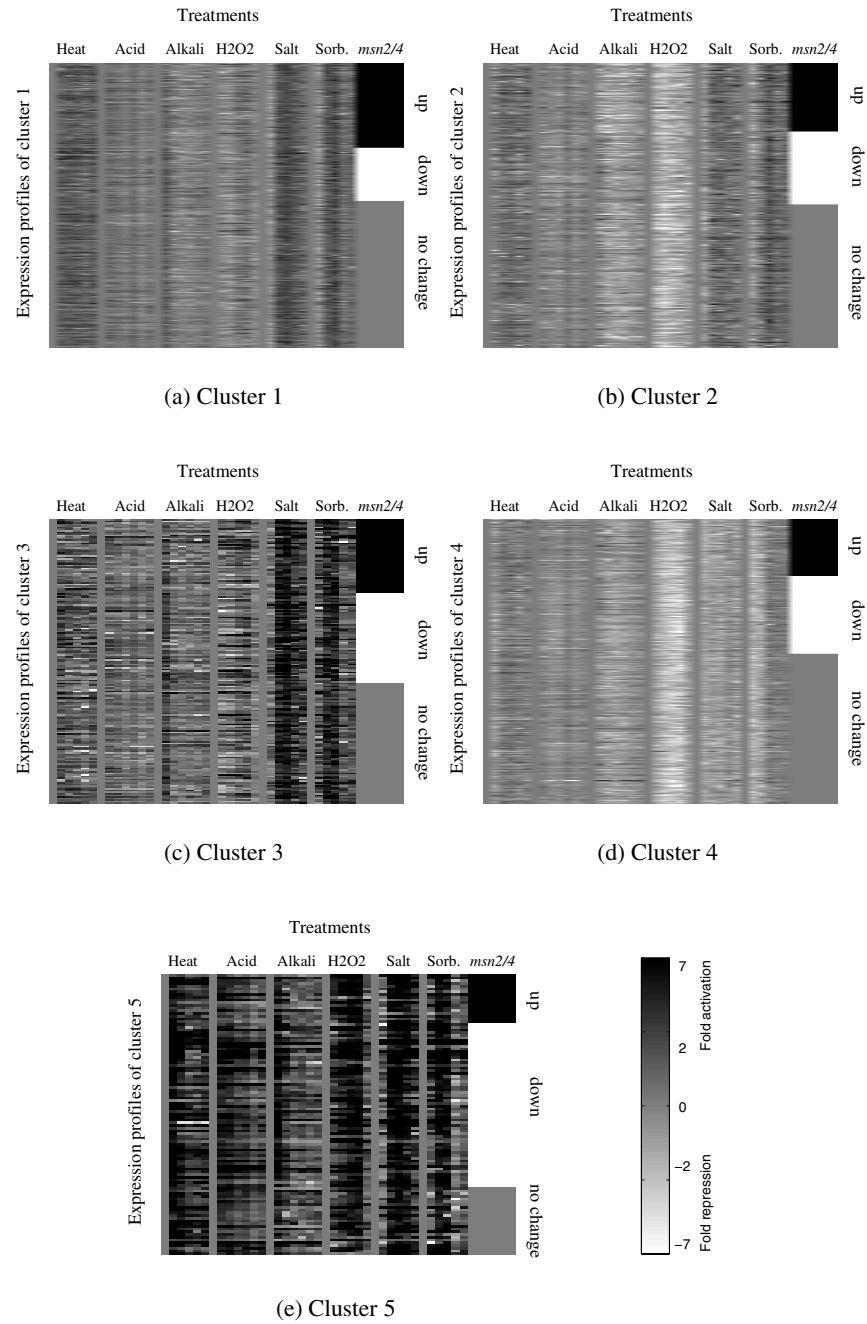 Treatments
Heat Acid Alkali H2O2 Salt Sorb. msn2/4
Expression profiles of cluster 1
up
down
no change
(a) Cluster 1
Treatments
Heat Acid Alkali H2O2 Salt Sorb. msn2/4
Expression profiles of cluster 2
up
down
no change
(b) Cluster 2
Treatments
Heat Acid Alkali H2O2 Salt Sorb. msn2/4
Expression profiles of cluster 3
up
down
no change
(c) Cluster 3
Treatments
Heat Acid Alkali H2O2 Salt Sorb. msn2/4
Expression profiles of cluster 4
up
down
no change
(d) Cluster 4
Treatments
Heat Acid Alkali H2O2 Salt Sorb. msn2/4
Expression profiles of cluster 5
up
down
no change
(e) Cluster 5
7
2
0
−2
−7
Fold activation
Fold repression